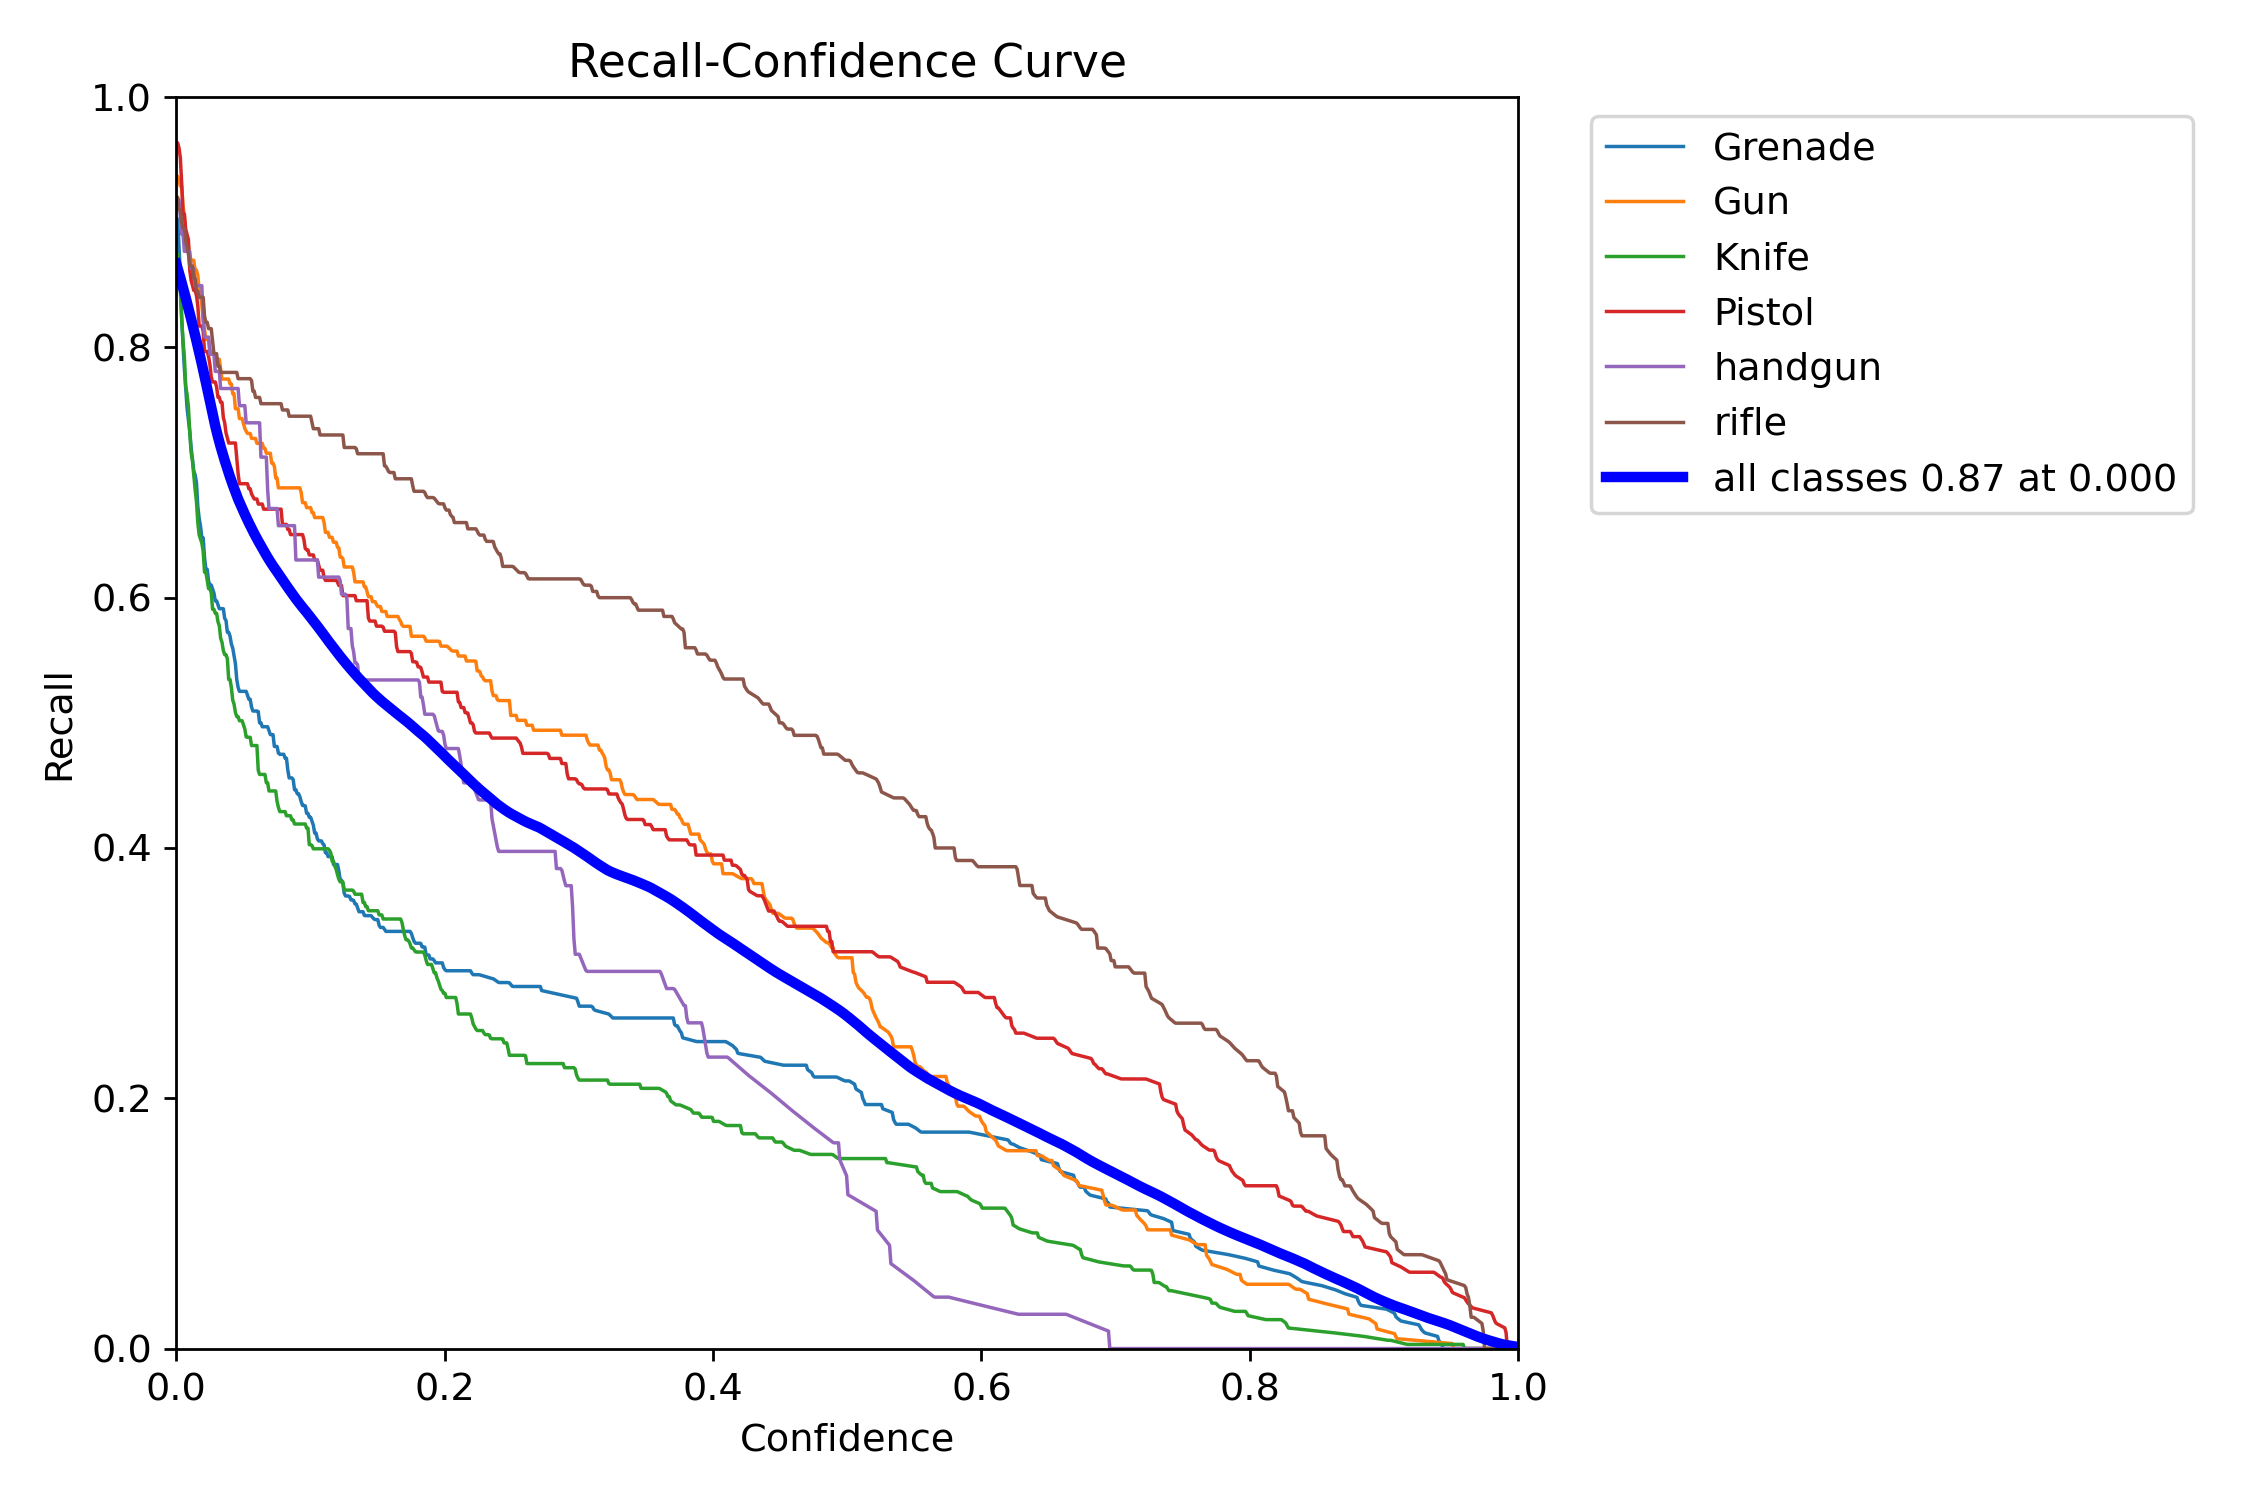 Recall-Confidence Curve
1.0
0.8
0.6
0.4
0.2
0.0
Recall
0.0 0.2 0.4 0.6 0.8 1.0
Confidence
Grenade
Gun
Knife
Pistol
handgun
rifle
all classes 0.87 at 0.000